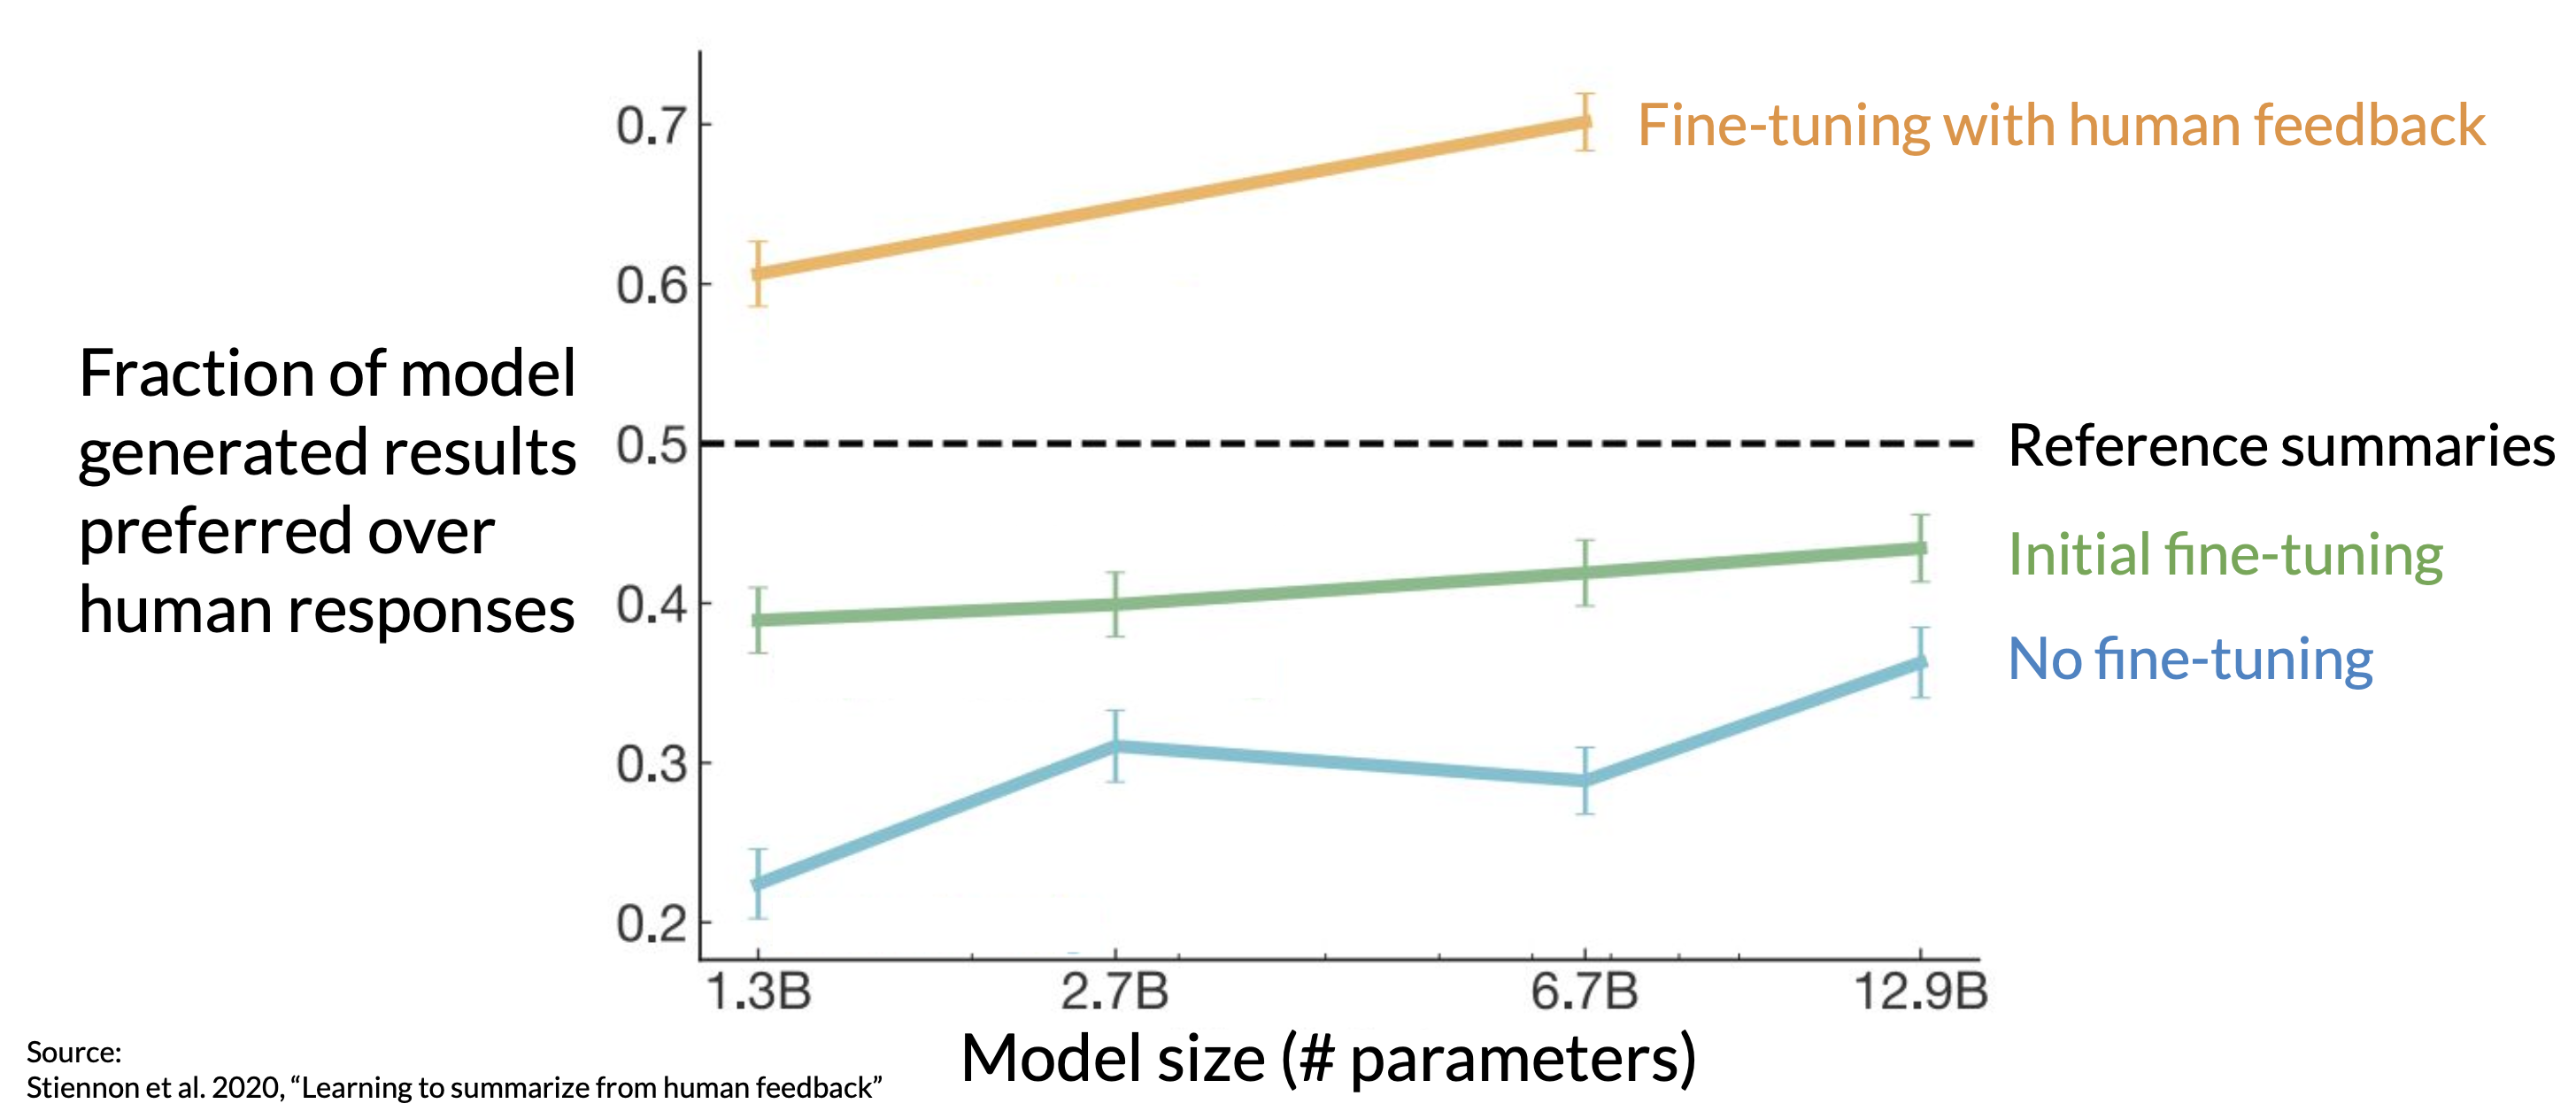 0.7
Fine-tuning with human feedback
0.6
Fraction of model
generated results
preferred over
human responses
0.5
Reference summaries
Initial fine-tuning
0.4
No fine-tuning
0.3
0.2
1.3B 2.7B 6.7B 12.9B
Model size (# parameters)
Source:
Stiennon et al. 2020, “Learning to summarize from human feedback”